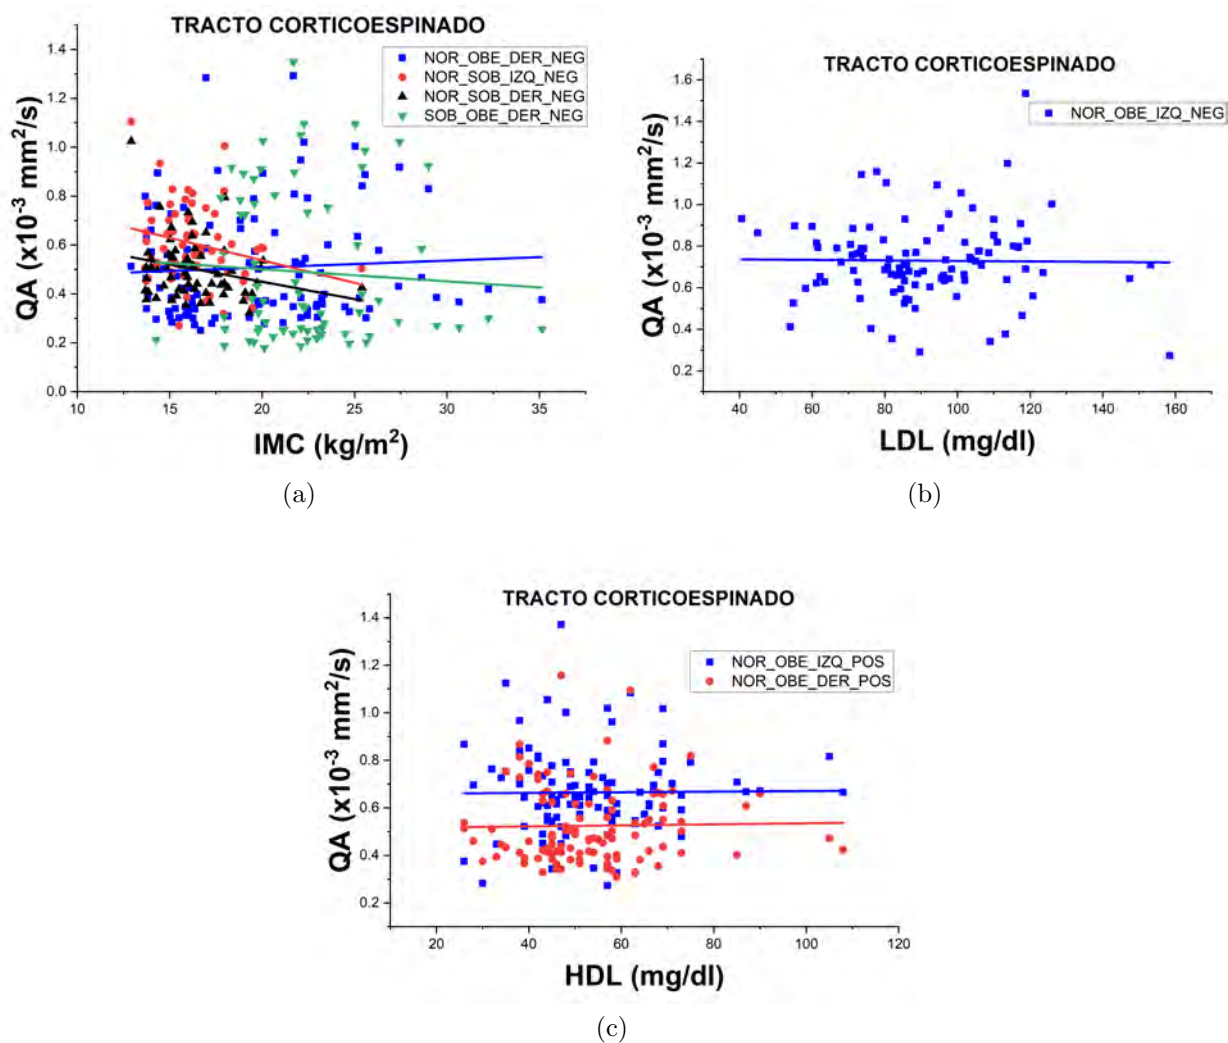 TRACTO CORTICOESPINADO
NOR_OBE_DER_NEG
NOR_SOB_IZQ_NEG
NOR_SOB_DER_NEG
SOB_OBE_DER_NEG
QA (x10⁻³ mm²/s)
1.4
1.2
1.0
0.8
0.6
0.4
0.2
0.0
10 15 20 25 30 35
IMC (kg/m²)
(a)
TRACTO CORTICOESPINADO
NOR_OBE_IZQ_NEG
QA (x10⁻³ mm²/s)
1.6
1.4
1.2
1.0
0.8
0.6
0.4
0.2
40 60 80 100 120 140 160
LDL (mg/dl)
(b)
TRACTO CORTICOESPINADO
NOR_OBE_IZQ_POS
NOR_OBE_DER_POS
QA (x10⁻³ mm²/s)
1.4
1.2
1.0
0.8
0.6
0.4
0.2
20 40 60 80 100 120
HDL (mg/dl)
(c)